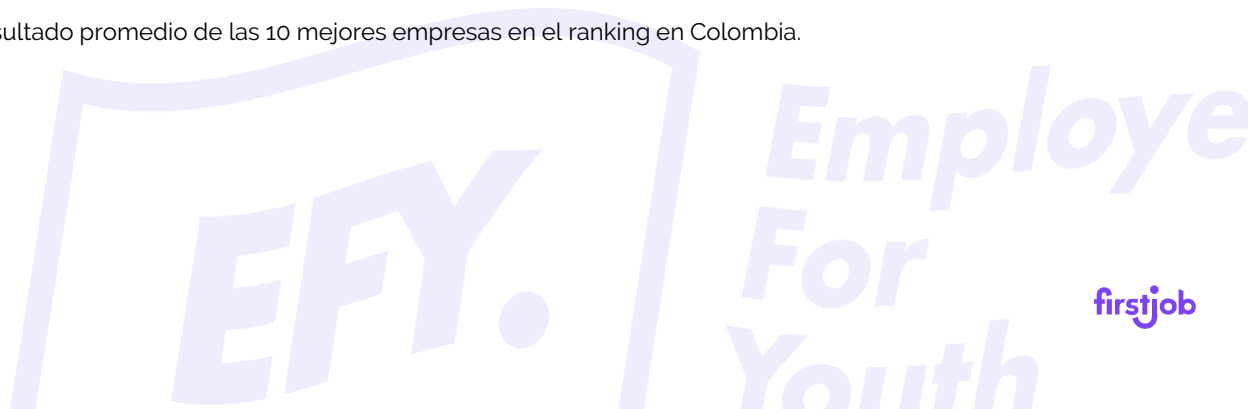 sultado promedio de las 10 mejores empresas en el ranking en Colombia.
EFY.
Employe
For
Youth
firstjob